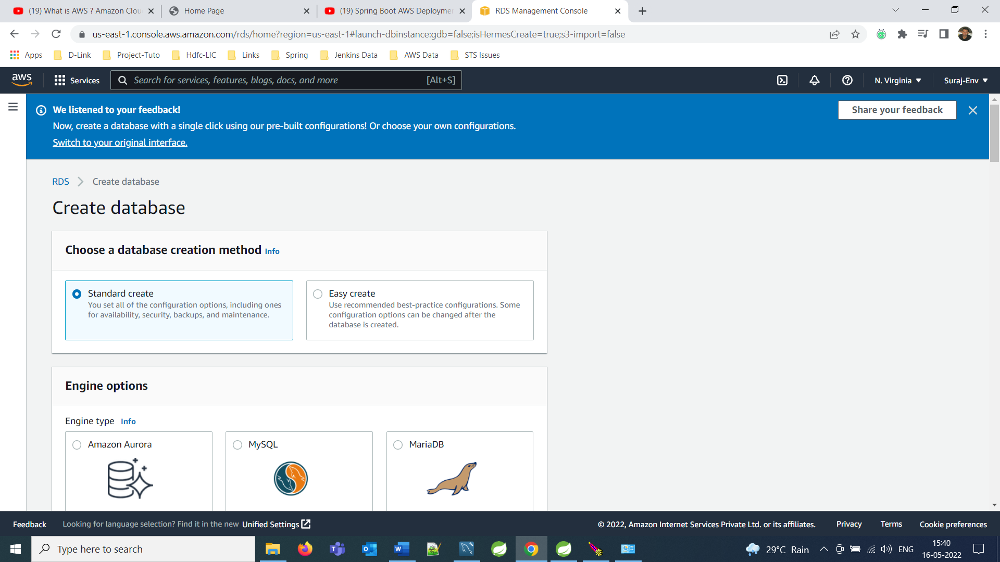 (19) What is AWS ? Amazon Clou
Home Page
(19) Spring Boot AWS Deployme
RDS Management Console
us-east-1.console.aws.amazon.com/rds/home?region=us-east-1#launch-dbinstance:gdb=false;isHermesCreate=true;s3-import=false
Apps D-Link Project-Tuto Hdfc-LIC Links Spring Jenkins Data AWS Data STS Issues
aws Services Search for services, features, blogs, docs, and more [Alt+S] N. Virginia Suraj-Env
We listened to your feedback!
Share your feedback
Now, create a database with a single click using our pre-built configurations! Or choose your own configurations.
Switch to your original interface.
RDS Create database
Create database
Choose a database creation method Info
Standard create
You set all of the configuration options, including ones
for availability, security, backups, and maintenance.
Easy create
Use recommended best-practice configurations. Some
configuration options can be changed after the
database is created.
Engine options
Engine type Info
Amazon Aurora
MySQL
MariaDB
Feedback Looking for language selection? Find it in the new Unified Settings © 2022, Amazon Internet Services Private Ltd. or its affiliates. Privacy Terms Cookie preferences
Type here to search
29°C Rain
ENG
15:40
16-05-2022